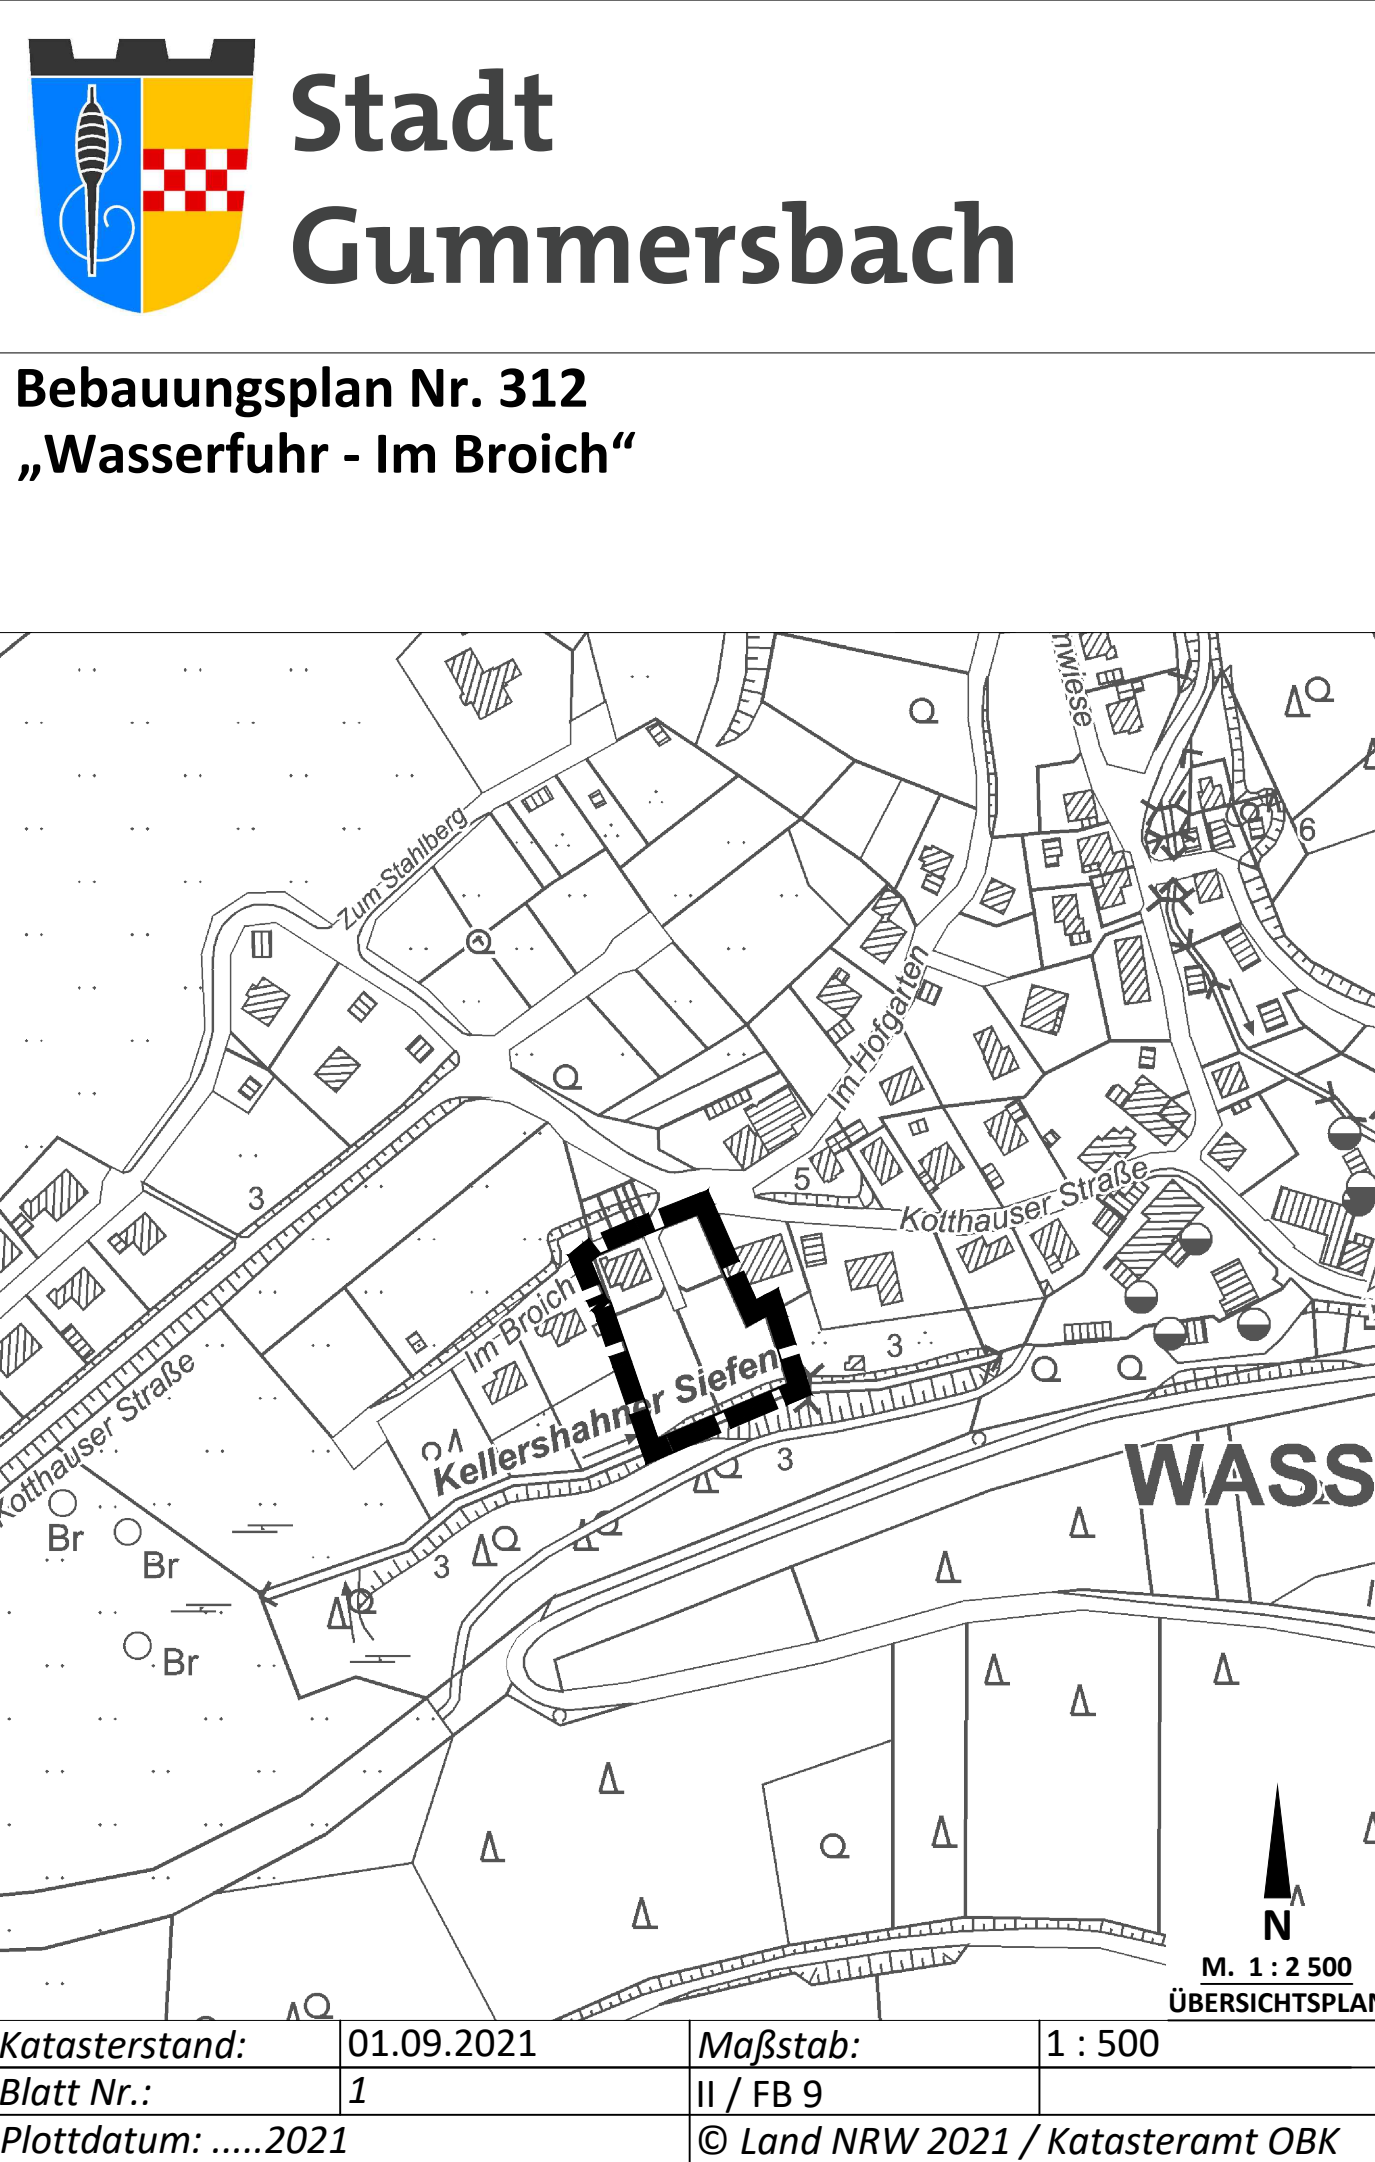 Stadt
Gummersbach
Bebauungsplan Nr. 312
„Wasserfuhr - Im Broich“
nwiese
Zum Stahlberg
6
Im Hofgarten
3
5
Kotthauser Straße
Im Broich
3
Kotthauser Straße
Kellershahner Siefen
3
WASS
Br
Br
3
Br
N
M. 1 : 2 500
ÜBERSICHTSPLAN
Katasterstand: 01.09.2021 Maßstab: 1 : 500
Blatt Nr.: 1 II / FB 9
Plottdatum: .....2021 © Land NRW 2021 / Katasteramt OBK